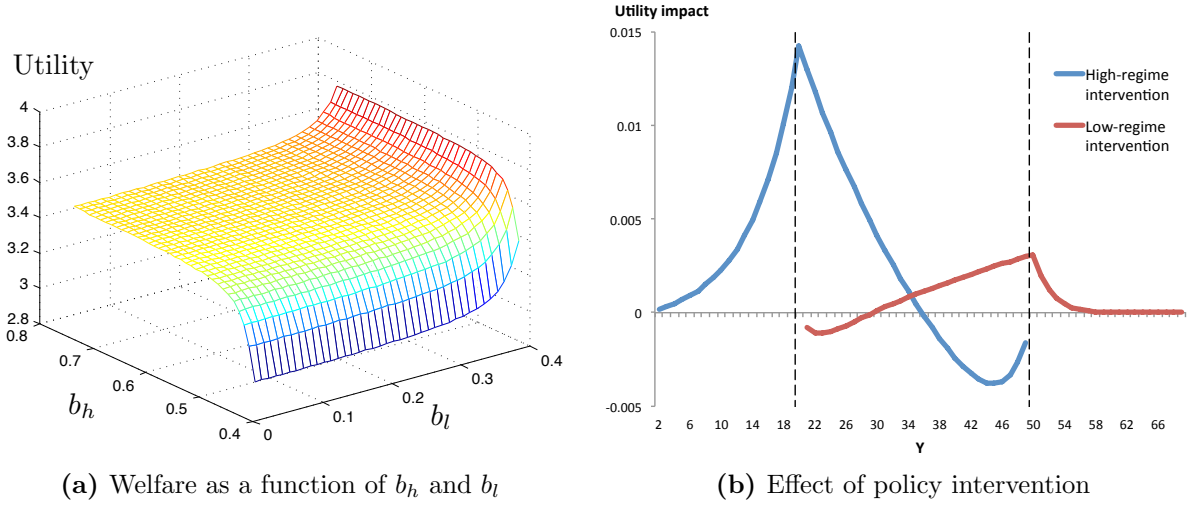 Utility
4
3.8
3.6
3.4
3.2
3
2.8
0.8
0.7
0.6
0.5
0.4
b_h
0
0.1
0.2
0.3
0.4
b_l
(a) Welfare as a function of b_h and b_l
Utility impact
0.015
0.01
0.005
0
-0.005
2 6 10 14 18 22 26 30 34 38 42 46 50 54 58 62 66
Y
High-regime
intervention
Low-regime
intervention
(b) Effect of policy intervention